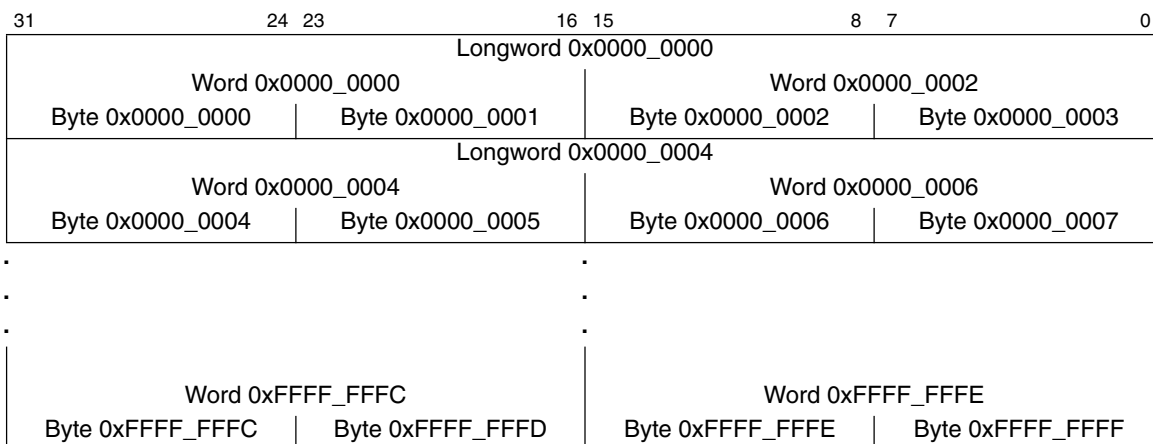 31 24 23 16 15 8 7 0
Longword 0x0000_0000
Word 0x0000_0000 Word 0x0000_0002
Byte 0x0000_0000 Byte 0x0000_0001 Byte 0x0000_0002 Byte 0x0000_0003
Longword 0x0000_0004
Word 0x0000_0004 Word 0x0000_0006
Byte 0x0000_0004 Byte 0x0000_0005 Byte 0x0000_0006 Byte 0x0000_0007
. .
. .
. .
Word 0xFFFF_FFFC Word 0xFFFF_FFFE
Byte 0xFFFF_FFFC Byte 0xFFFF_FFFD Byte 0xFFFF_FFFE Byte 0xFFFF_FFFF